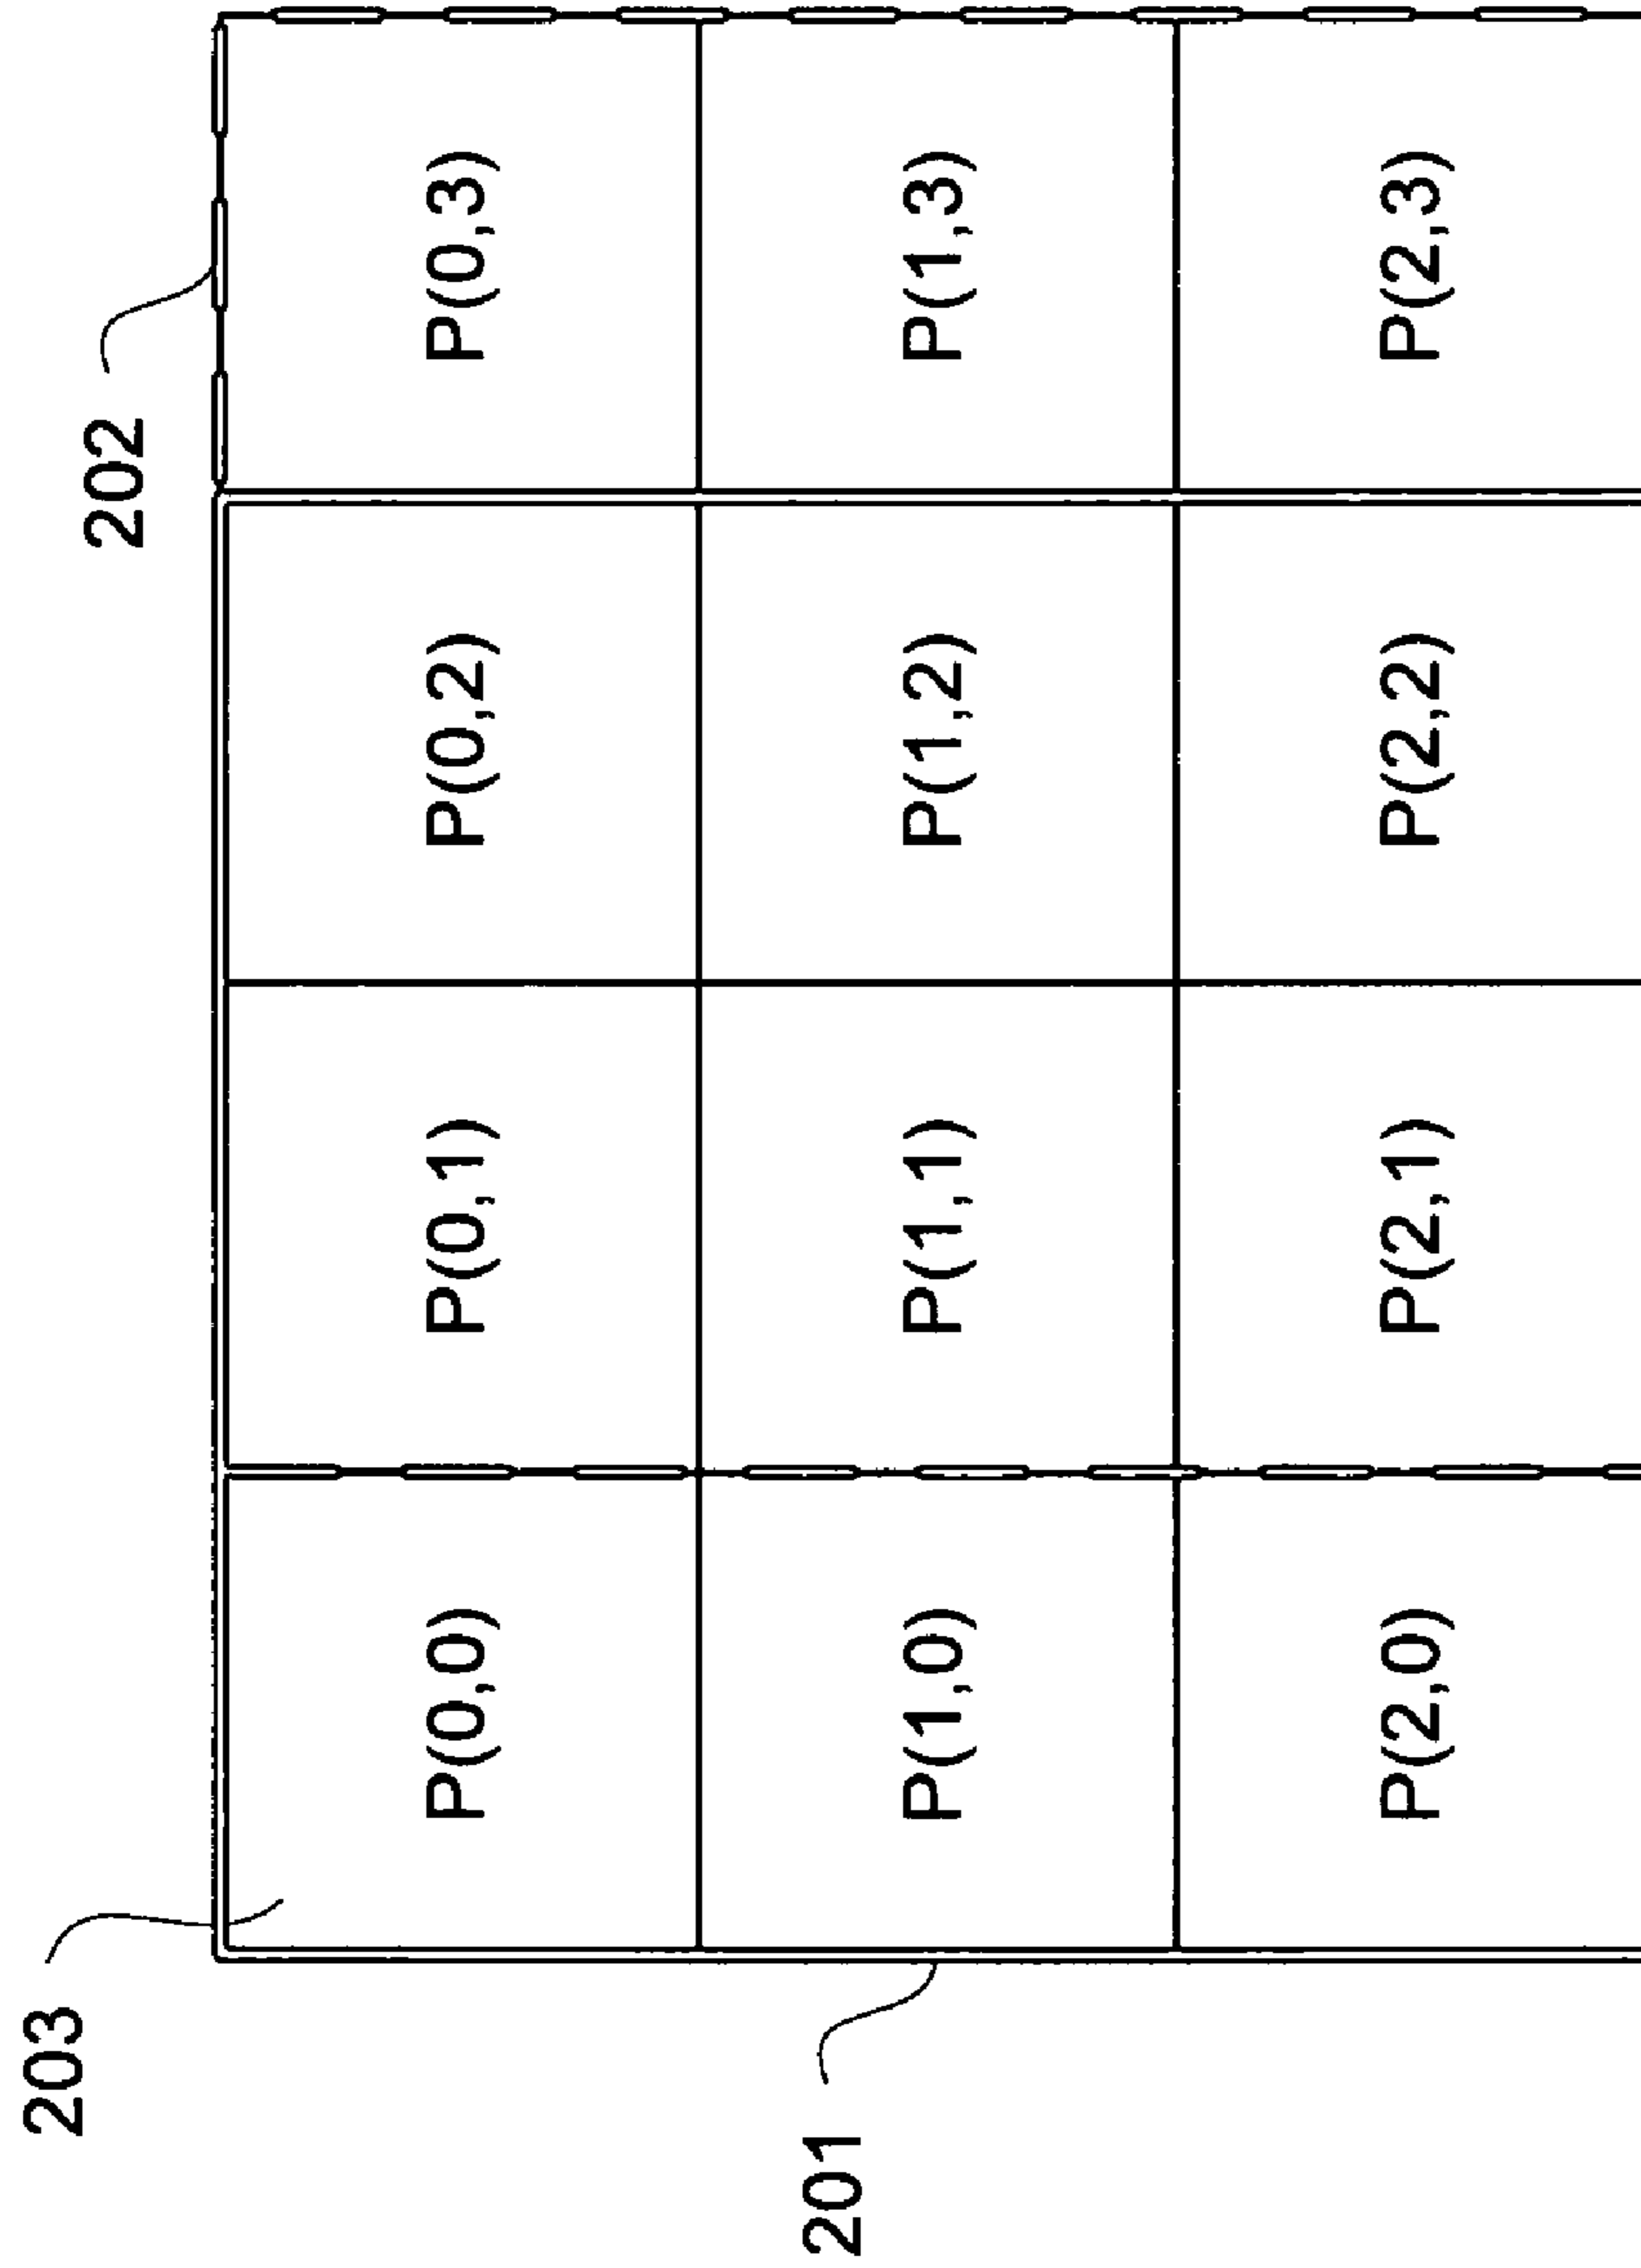 203
202
P(0,0) P(0,1) P(0,2) P(0,3)
201
P(1,0) P(1,1) P(1,2) P(1,3)
P(2,0) P(2,1) P(2,2) P(2,3)